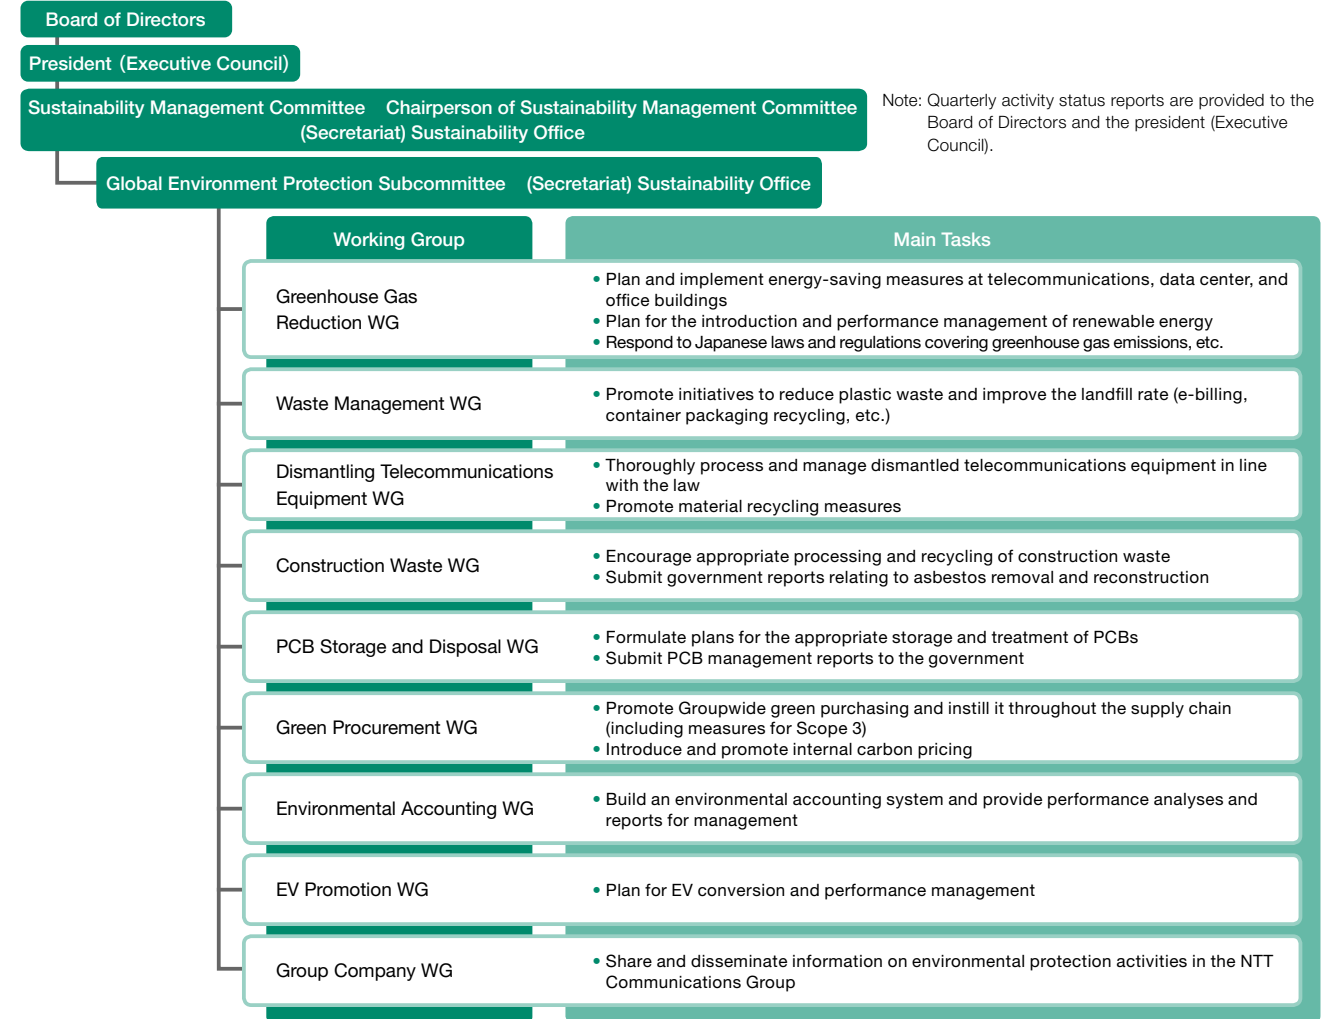 Board of Directors
President (Executive Council)
Sustainability Management Committee Chairperson of Sustainability Management Committee
(Secretariat) Sustainability Office
Note: Quarterly activity status reports are provided to the
Board of Directors and the president (Executive
Council).
Global Environment Protection Subcommittee (Secretariat) Sustainability Office
Working Group
Main Tasks
Greenhouse Gas
Reduction WG
• Plan and implement energy-saving measures at telecommunications, data center, and
office buildings
• Plan for the introduction and performance management of renewable energy
• Respond to Japanese laws and regulations covering greenhouse gas emissions, etc.
Waste Management WG
• Promote initiatives to reduce plastic waste and improve the landfill rate (e-billing,
container packaging recycling, etc.)
Dismantling Telecommunications
Equipment WG
• Thoroughly process and manage dismantled telecommunications equipment in line
with the law
• Promote material recycling measures
Construction Waste WG
• Encourage appropriate processing and recycling of construction waste
• Submit government reports relating to asbestos removal and reconstruction
PCB Storage and Disposal WG
• Formulate plans for the appropriate storage and treatment of PCBs
• Submit PCB management reports to the government
Green Procurement WG
• Promote Groupwide green purchasing and instill it throughout the supply chain
(including measures for Scope 3)
• Introduce and promote internal carbon pricing
Environmental Accounting WG
• Build an environmental accounting system and provide performance analyses and
reports for management
EV Promotion WG
• Plan for EV conversion and performance management
Group Company WG
• Share and disseminate information on environmental protection activities in the NTT
Communications Group